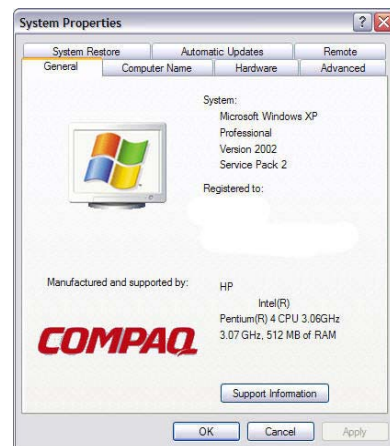 System Properties
System Restore
Automatic Updates
Remote
General
Computer Name
Hardware
Advanced
System:
Microsoft Windows XP
Professional
Version 2002
Service Pack 2
Registered to:
Manufactured and supported by:
HP
Intel(R)
Pentium(R) 4 CPU 3.06GHz
3.07 GHz, 512 MB of RAM
COMPAQ
Support Information
OK
Cancel
Apply